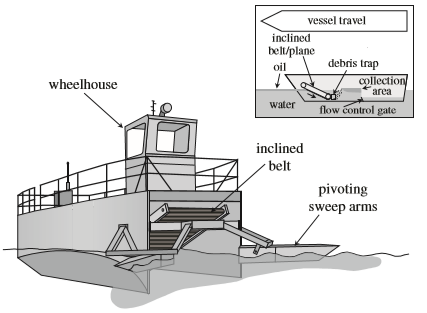 vessel travel
inclined
belt/plane
debris trap
oil
collection
area
water
flow control gate
wheelhouse
inclined
belt
pivoting
sweep arms